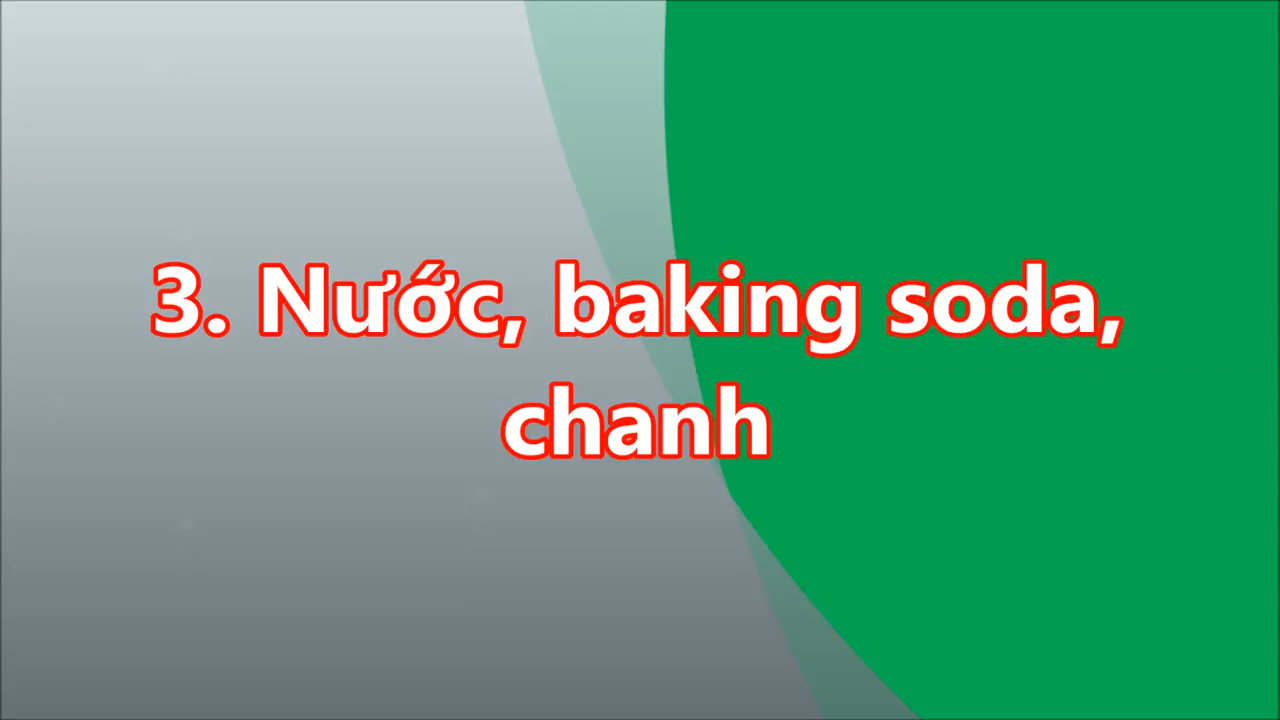 3. Nước, baking soda,
chanh